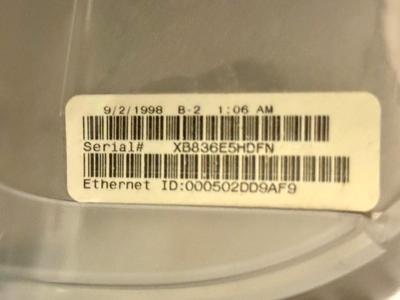 9/2/1998 B-2 1:06 AM
Serial# XB836E5HDFN
Ethernet ID:000502DD9AF9